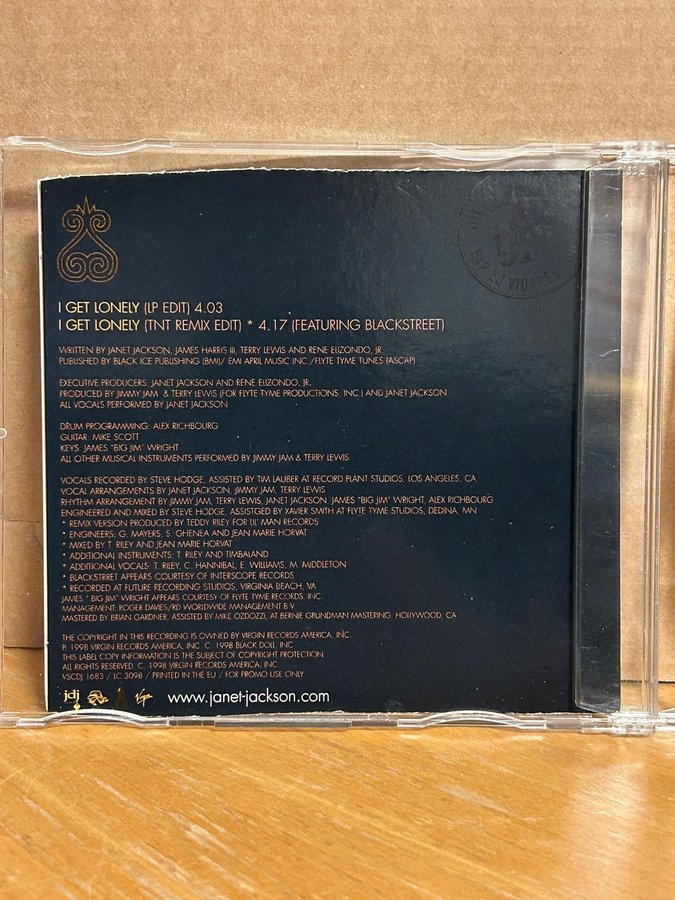 I GET LONELY (LP EDIT) 4.03
I GET LONELY (TNT REMIX EDIT) * 4.17 (FEATURING BLACKSTREET)
WRITTEN BY JANET JACKSON, JAMES HARRIS III, TERRY LEWIS AND RENE ELIZONDO, JR.
PUBLISHED BY BLACK ICE PUBLISHING (BMI)/ EMI APRIL MUSIC INC./FLYTE TYME TUNES (ASCAP)
EXECUTIVE PRODUCERS: JANET JACKSON AND RENE ELIZONDO, JR.
PRODUCED BY JIMMY JAM & TERRY LEWIS (FOR FLYTE TYME PRODUCTIONS, INC.) AND JANET JACKSON
ALL VOCALS PERFORMED BY JANET JACKSON
DRUM PROGRAMMING: ALEX RICHBOURG
GUITAR: MIKE SCOTT
KEYS: JAMES "BIG JIM" WRIGHT
ALL OTHER MUSICAL INSTRUMENTS PERFORMED BY JIMMY JAM & TERRY LEWIS
VOCALS RECORDED BY STEVE HODGE, ASSISTED BY TIM LAUBER AT RECORD PLANT STUDIOS, LOS ANGELES, CA
VOCAL ARRANGEMENTS BY JANET JACKSON, JIMMY JAM, TERRY LEWIS
RHYTHM ARRANGEMENT BY JIMMY JAM, TERRY LEWIS, JANET JACKSON, JAMES "BIG JIM" WRIGHT, ALEX RICHBOURG
ENGINEERED AND MIXED BY STEVE HODGE, ASSISTGED BY XAVIER SMITH AT FLYTE TYME STUDIOS, DEDINA, MN
* REMIX VERSION PRODUCED BY TEDDY RILEY FOR LIL' MAN RECORDS
* ENGINEERS: G. MAYERS, S. GHENEA AND JEAN MARIE HORVAT
* MIXED BY T. RILEY AND JEAN MARIE HORVAT
* ADDITIONAL INSTRUMENTS: T. RILEY AND TIMBALAND
* ADDITIONAL VOCALS: T. RILEY, C. HANNIBAL, E. WILLIAMS, M. MIDDLETON
* BLACKSTRRET APPEARS COURTESY OF INTERSCOPE RECORDS
* RECORDED AT FUTURE RECORDING STUDIOS, VIRGINIA BEACH, VA
JAMES " BIG JIM" WRIGHT APPEARS COURTESY OF FLYTE TYME RECORDS, INC.
MANAGEMENT: ROGER DAVIES/RD WORLDWIDE MANAGEMENT B.V.
MASTERED BY BRIAN GARDNER, ASSISTED BY MIKE OZDOZZI, AT BERNIE GRUNDMAN MASTERING, HOLLYWOOD, CA
THE COPYRIGHT IN THIS RECORDING IS OWNED BY VIRGIN RECORDS AMERICA, INC
P. 1998 VIRGIN RECORDS AMERICA, INC. C. 1998 BLACK DOLL, INC
THIS LABEL COPY INFORMATION IS THE SUBJECT OF COPYRIGHT PROTECTION.
ALL RIGHTS RESERVED. C. 1998 VIRGIN RECORDS AMERICA, INC
VSCDJ 1683 / LC 3098 / PRINTED IN THE EU / FOR PROMO USE ONLY
jdj Virgin www.janet-jackson.com
FAR EJ VIDARES